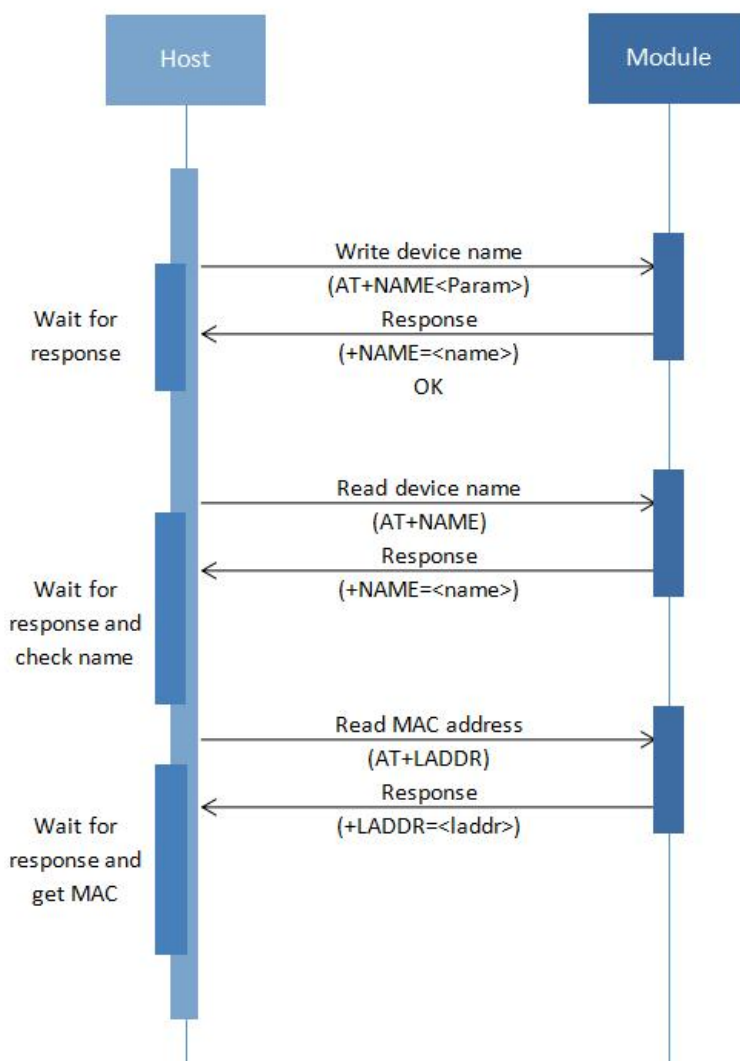 Host
Module
Write device name
(AT+NAME<Param>)
Wait for
response
Response
(+NAME=<name>)
OK
Read device name
(AT+NAME)
Response
(+NAME=<name>)
Wait for
response and
check name
Read MAC address
(AT+LADDR)
Response
(+LADDR=<laddr>)
Wait for
response and
get MAC